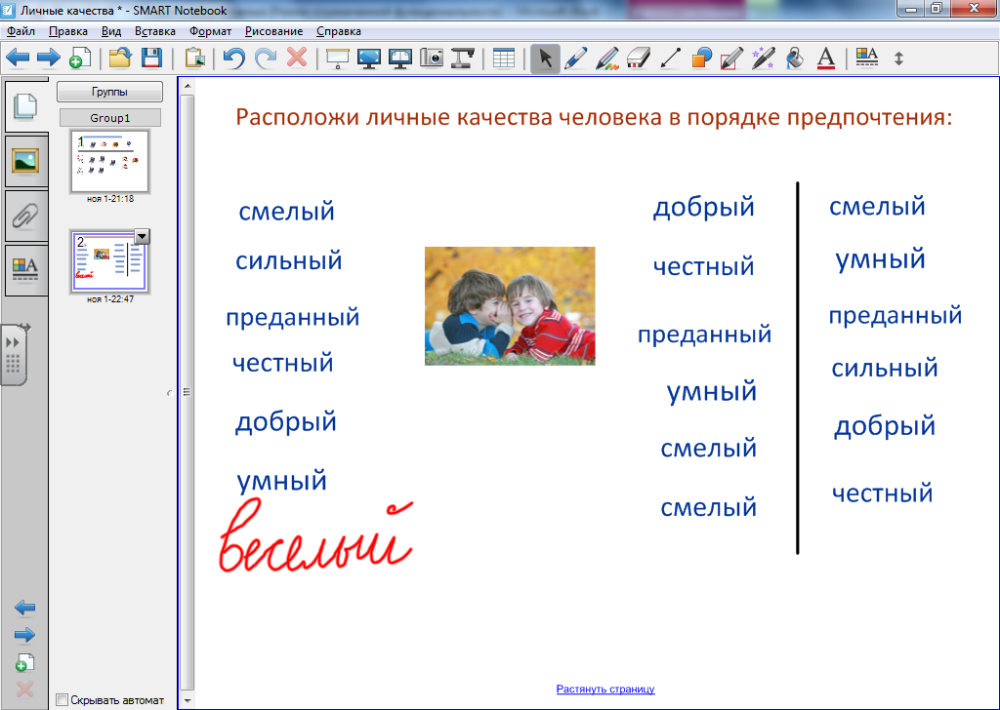 Личные качества * - SMART Notebook
Файл Правка Вид Вставка Формат Рисование Справка
Группы
Group1
1
ноя 1-21:18
2
ноя 1-22:47
Скрывать автомат
Расположи личные качества человека в порядке предпочтения:
смелый
сильный
преданный
честный
добрый
умный
веселый
добрый
честный
преданный
умный
смелый
смелый
смелый
умный
преданный
сильный
добрый
честный
Растянуть страницу